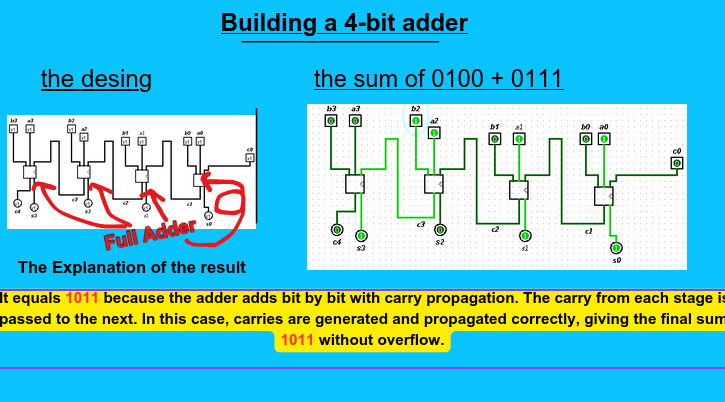 Building a 4-bit adder
the desing
the sum of 0100 + 0111
b3 a3 b2 a2 b1 a1 b0 a0 c0
c4 s3 c3 s2 c2 s1 c1 s0
Full Adder
b3 a3 b2 a2 b1 a1 b0 a0 c0
c4 s3 c3 s2 c2 s1 c1 s0
The Explanation of the result
It equals 1011 because the adder adds bit by bit with carry propagation. The carry from each stage is
passed to the next. In this case, carries are generated and propagated correctly, giving the final sum
1011 without overflow.